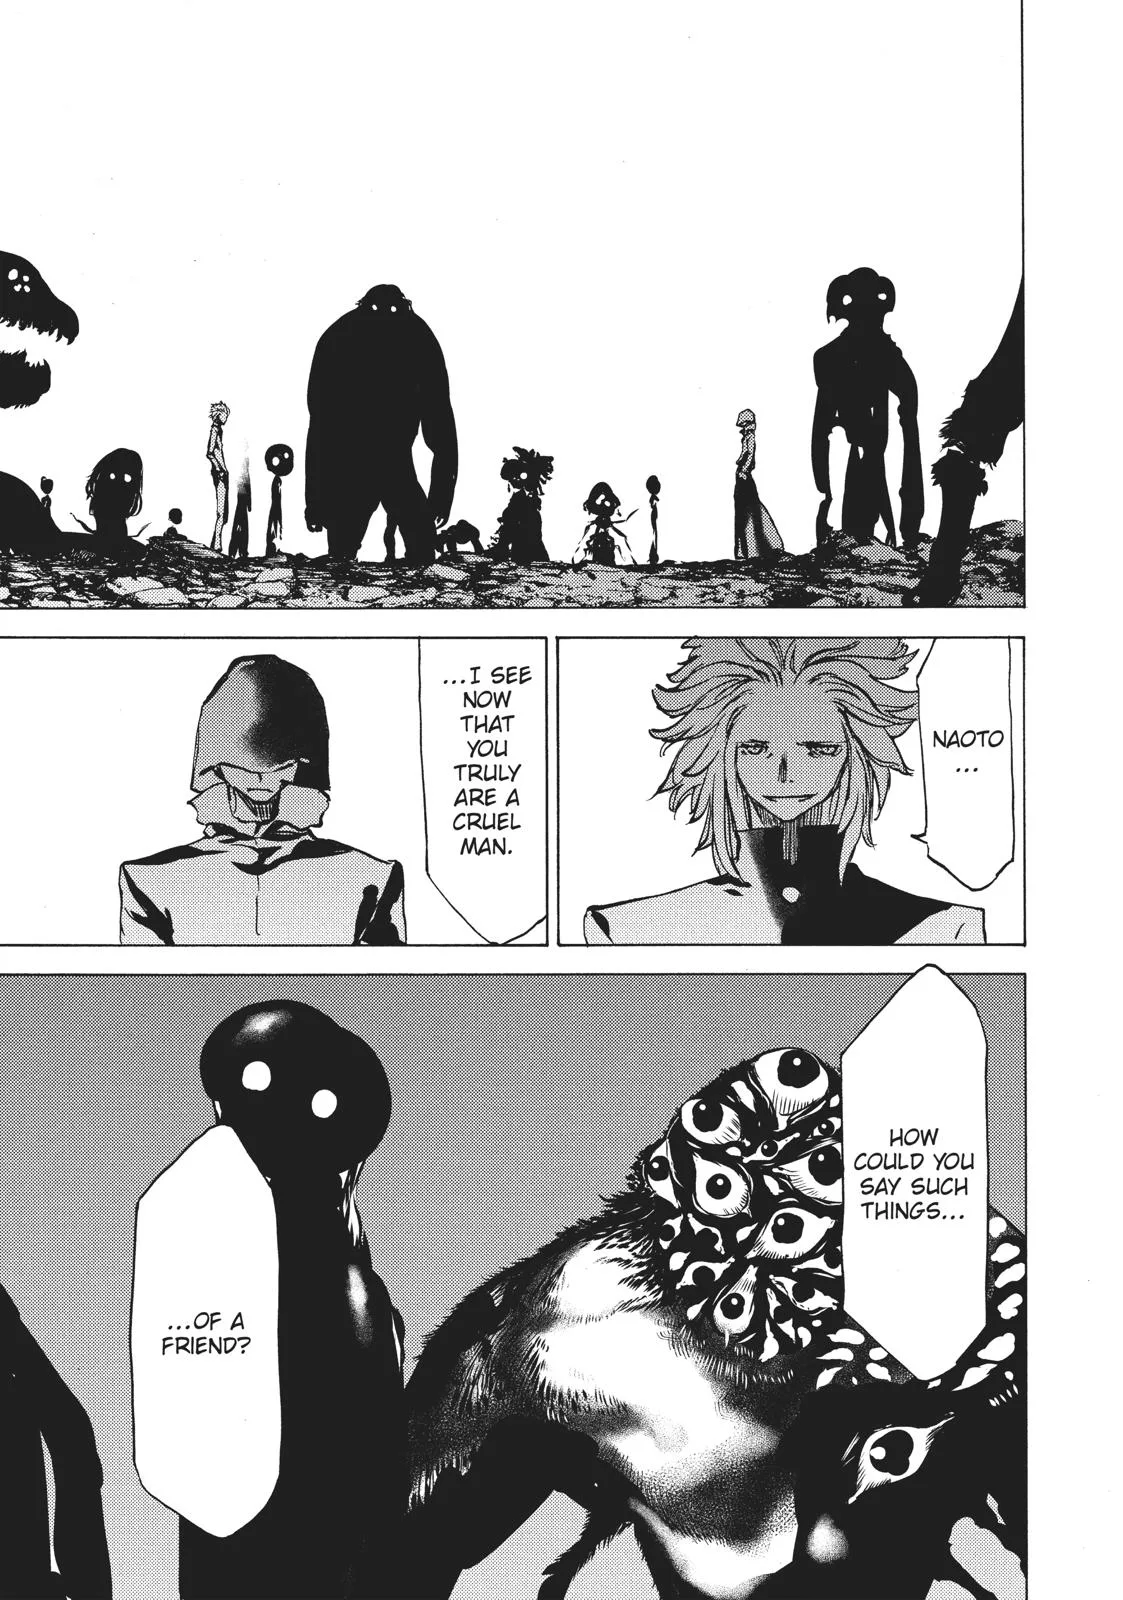 NAOTO
...
...I SEE
NOW
THAT
YOU
TRULY
ARE A
CRUEL
MAN.
HOW
COULD YOU
SAY SUCH
THINGS...
...OF A
FRIEND?